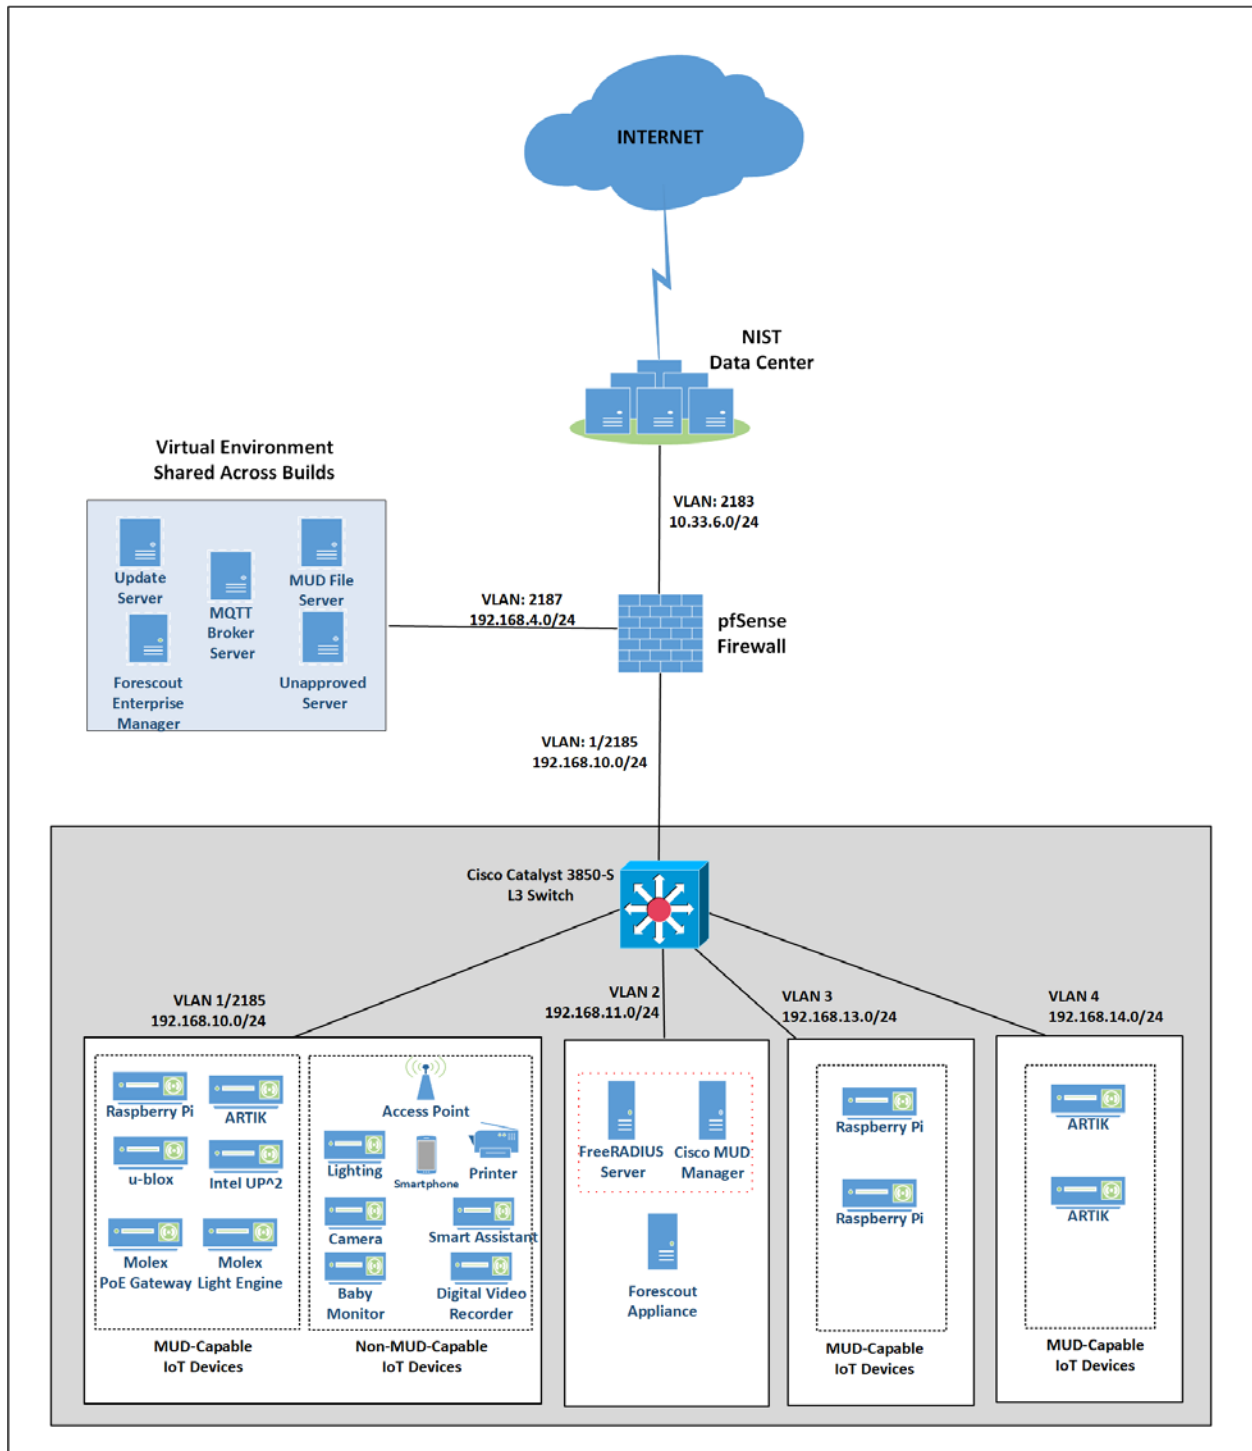 INTERNET
NIST
Data Center
Virtual Environment
Shared Across Builds
VLAN: 2183
10.33.6.0/24
Update
Server
MQTT
Broker
Server
MUD File
Server
Forescout
Enterprise
Manager
Unapproved
Server
VLAN: 2187
192.168.4.0/24
pfSense
Firewall
VLAN: 1/2185
192.168.10.0/24
Cisco Catalyst 3850-S
L3 Switch
VLAN 1/2185
192.168.10.0/24
VLAN 2
192.168.11.0/24
VLAN 3
192.168.13.0/24
VLAN 4
192.168.14.0/24
Raspberry Pi
ARTIK
u-blox
Intel UP^2
Molex
PoE Gateway
Molex
Light Engine
MUD-Capable
IoT Devices
Access Point
Lighting
Smartphone
Printer
Camera
Smart Assistant
Baby
Monitor
Digital Video
Recorder
Non-MUD-Capable
IoT Devices
FreeRADIUS
Server
Cisco MUD
Manager
Forescout
Appliance
Raspberry Pi
Raspberry Pi
MUD-Capable
IoT Devices
ARTIK
ARTIK
MUD-Capable
IoT Devices